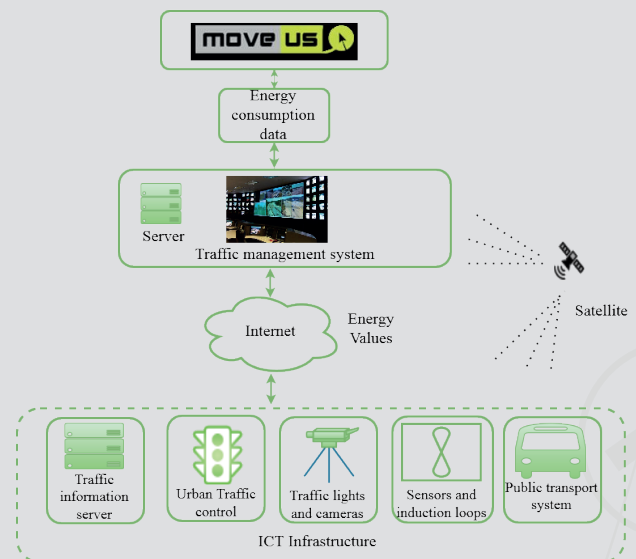 move us
Energy
consumption
data
Server
Traffic management system
Internet
Energy
Values
Satellite
Traffic
information
server
Urban Traffic
control
Traffic lights
and cameras
Sensors and
induction loops
Public transport
system
ICT Infrastructure